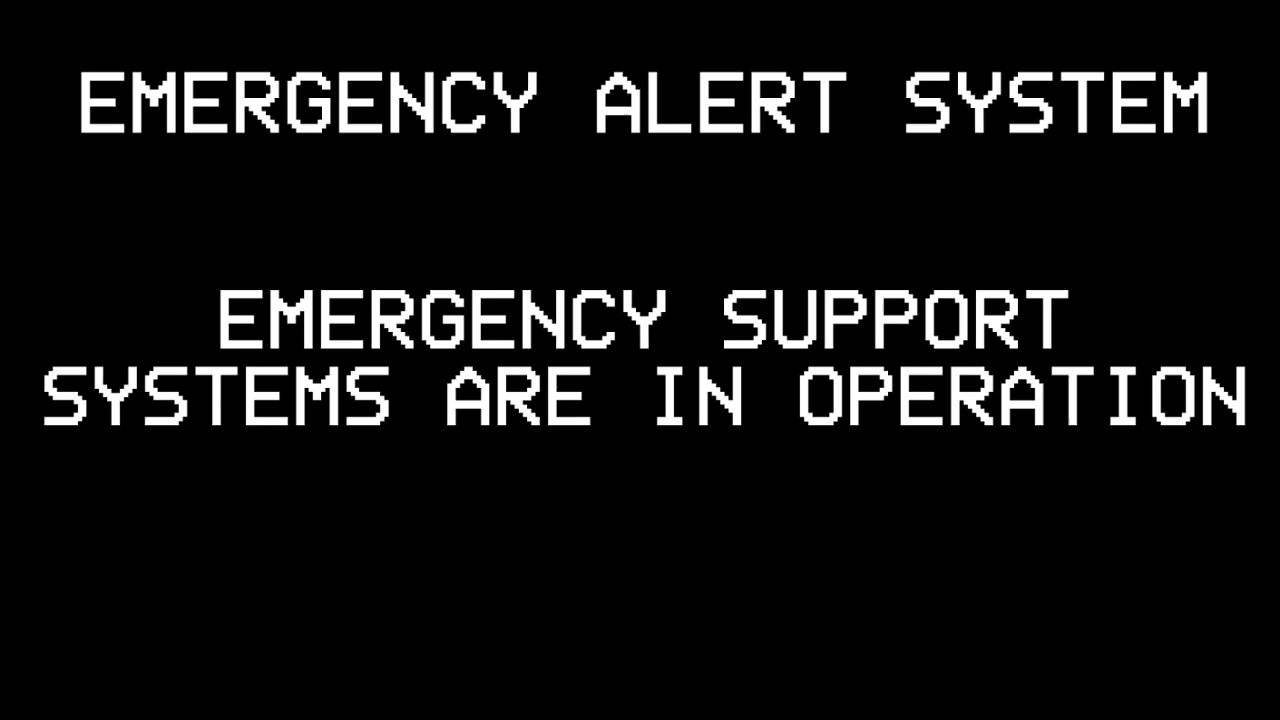 EMERGENCY ALERT SYSTEM
EMERGENCY SUPPORT
SYSTEMS ARE IN OPERATION